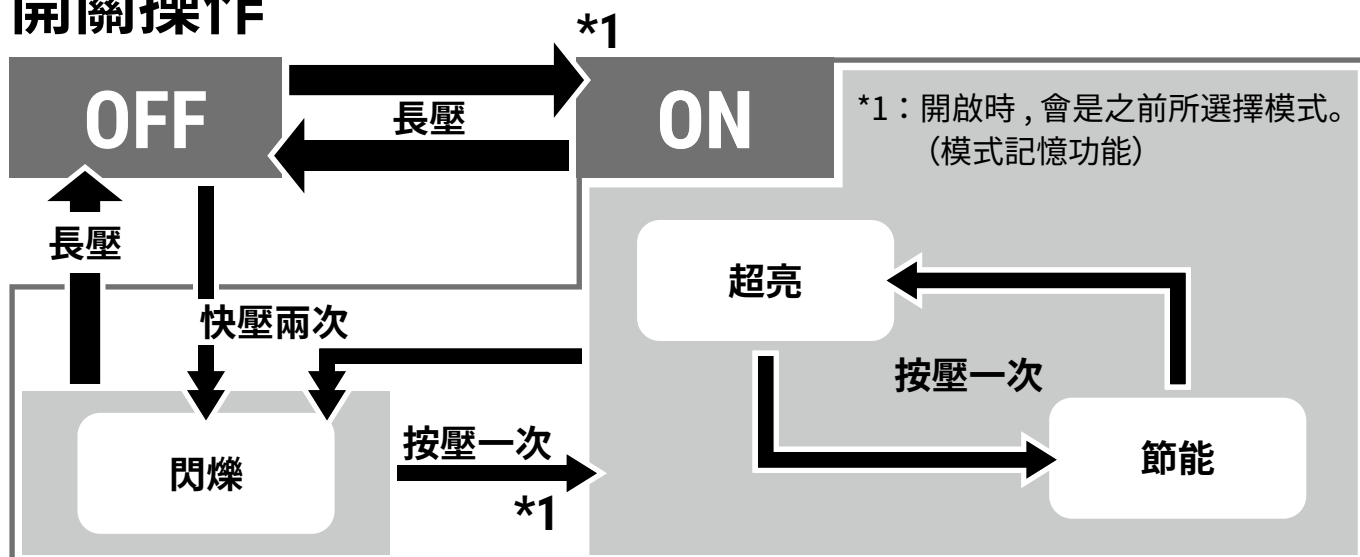 開關操作
*1
OFF
長壓
ON
*1：開啟時 , 會是之前所選擇模式。
（模式記憶功能）
長壓
快壓兩次
超亮
按壓一次
節能
閃爍
按壓一次
*1